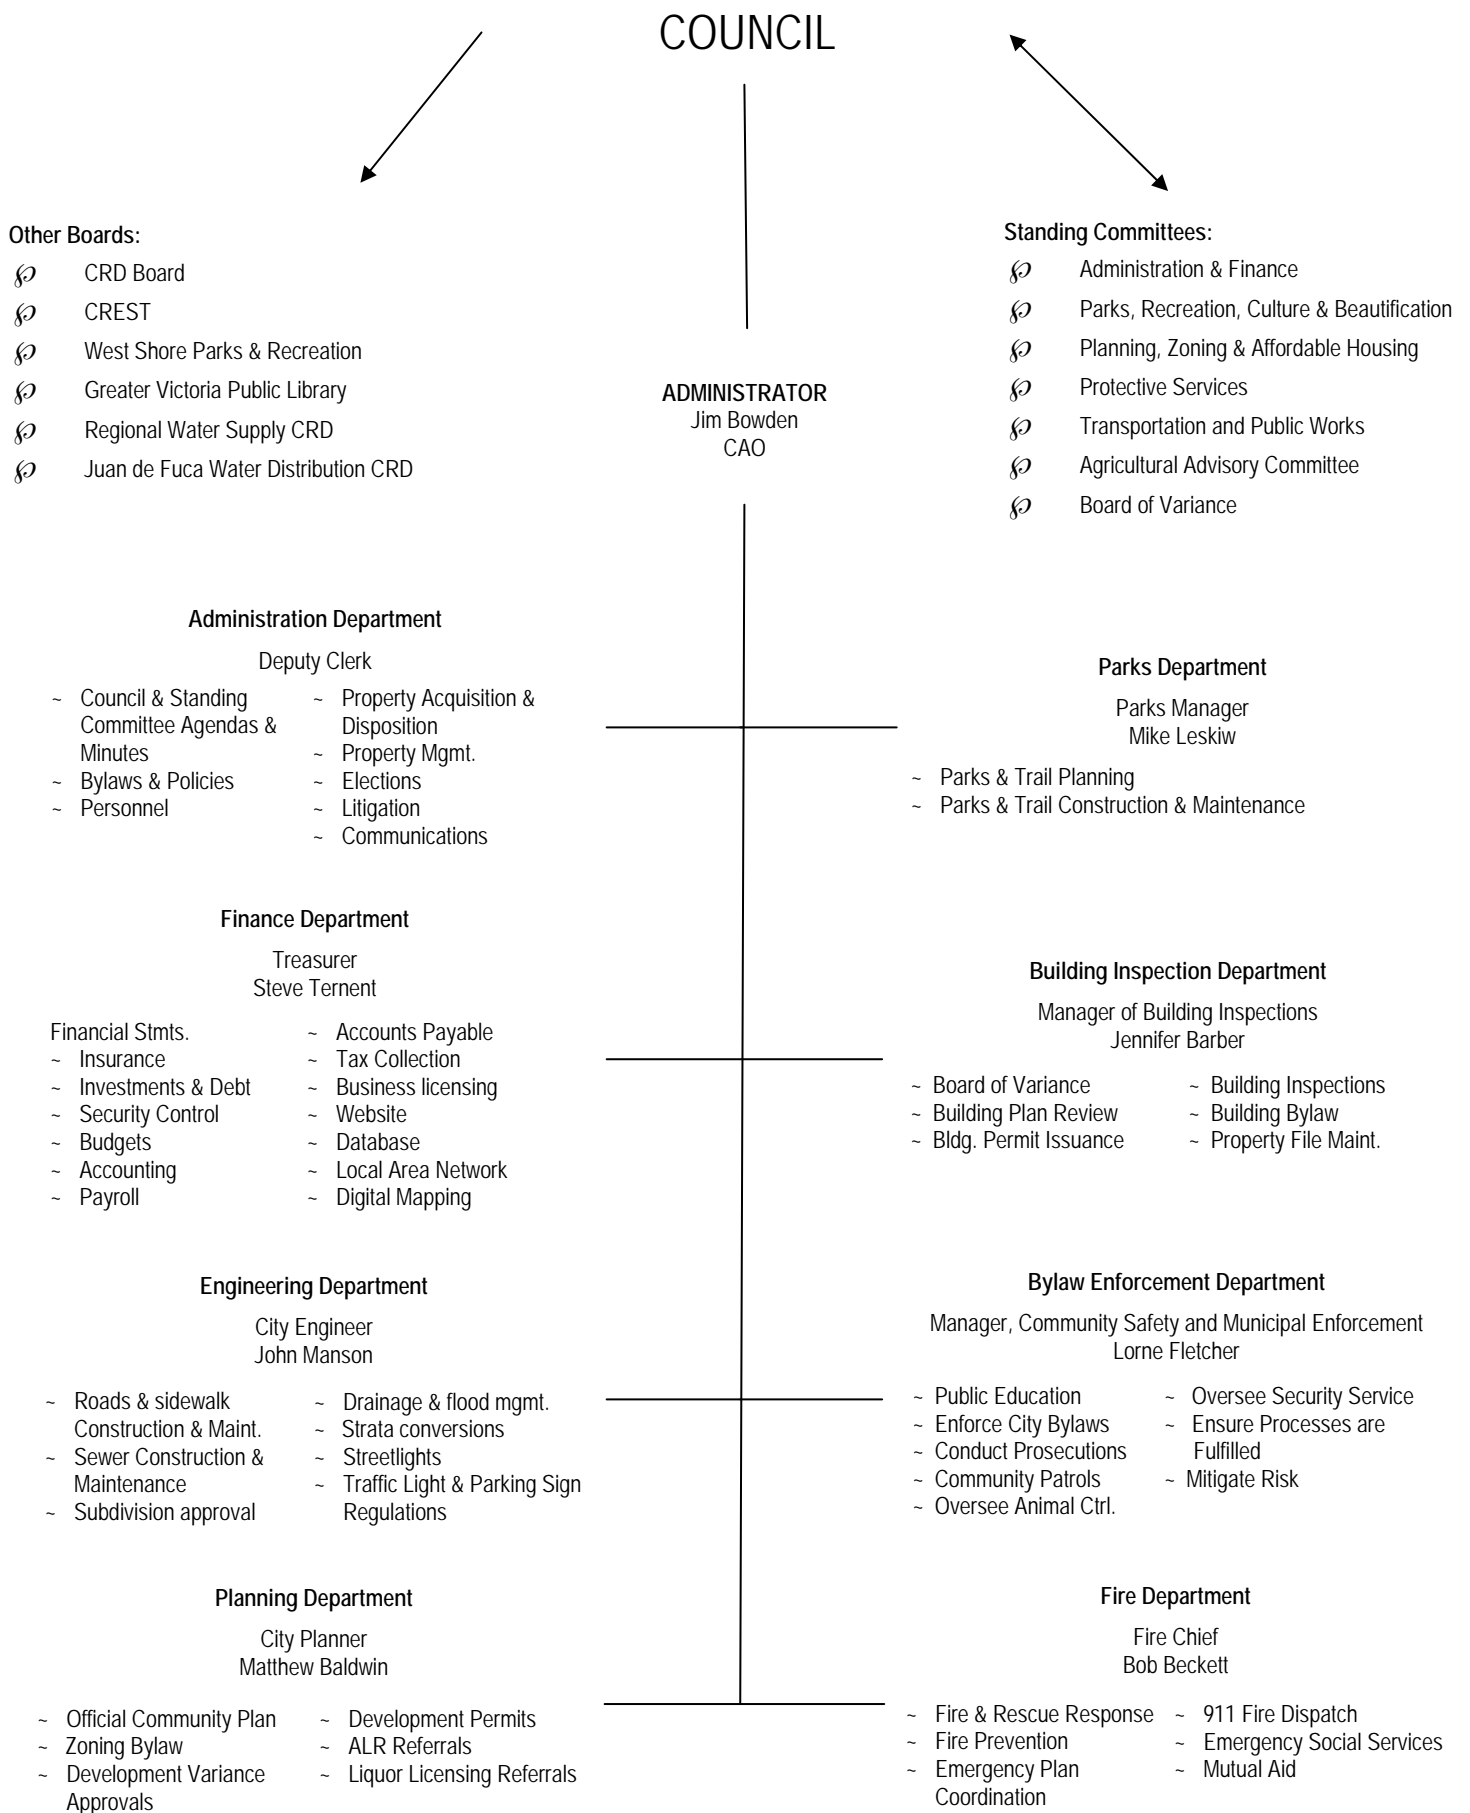 COUNCIL
Other Boards:
℘ CRD Board
℘ CREST
℘ West Shore Parks & Recreation
℘ Greater Victoria Public Library
℘ Regional Water Supply CRD
℘ Juan de Fuca Water Distribution CRD
Standing Committees:
℘ Administration & Finance
℘ Parks, Recreation, Culture & Beautification
℘ Planning, Zoning & Affordable Housing
℘ Protective Services
℘ Transportation and Public Works
℘ Agricultural Advisory Committee
℘ Board of Variance
ADMINISTRATOR
Jim Bowden
CAO
Administration Department
Deputy Clerk
~ Council & Standing
Committee Agendas &
Minutes
~ Bylaws & Policies
~ Personnel
~ Property Acquisition &
Disposition
~ Property Mgmt.
~ Elections
~ Litigation
~ Communications
Parks Department
Parks Manager
Mike Leskiw
~ Parks & Trail Planning
~ Parks & Trail Construction & Maintenance
Finance Department
Treasurer
Steve Ternent
Financial Stmts.
~ Insurance
~ Investments & Debt
~ Security Control
~ Budgets
~ Accounting
~ Payroll
~ Accounts Payable
~ Tax Collection
~ Business licensing
~ Website
~ Database
~ Local Area Network
~ Digital Mapping
Building Inspection Department
Manager of Building Inspections
Jennifer Barber
~ Board of Variance
~ Building Plan Review
~ Bldg. Permit Issuance
~ Building Inspections
~ Building Bylaw
~ Property File Maint.
Engineering Department
City Engineer
John Manson
~ Roads & sidewalk
Construction & Maint.
~ Sewer Construction &
Maintenance
~ Subdivision approval
~ Drainage & flood mgmt.
~ Strata conversions
~ Streetlights
~ Traffic Light & Parking Sign
Regulations
Bylaw Enforcement Department
Manager, Community Safety and Municipal Enforcement
Lorne Fletcher
~ Public Education
~ Enforce City Bylaws
~ Conduct Prosecutions
~ Community Patrols
~ Oversee Animal Ctrl.
~ Oversee Security Service
~ Ensure Processes are
Fulfilled
~ Mitigate Risk
Planning Department
City Planner
Matthew Baldwin
~ Official Community Plan
~ Zoning Bylaw
~ Development Variance
Approvals
~ Development Permits
~ ALR Referrals
~ Liquor Licensing Referrals
Fire Department
Fire Chief
Bob Beckett
~ Fire & Rescue Response
~ Fire Prevention
~ Emergency Plan
Coordination
~ 911 Fire Dispatch
~ Emergency Social Services
~ Mutual Aid